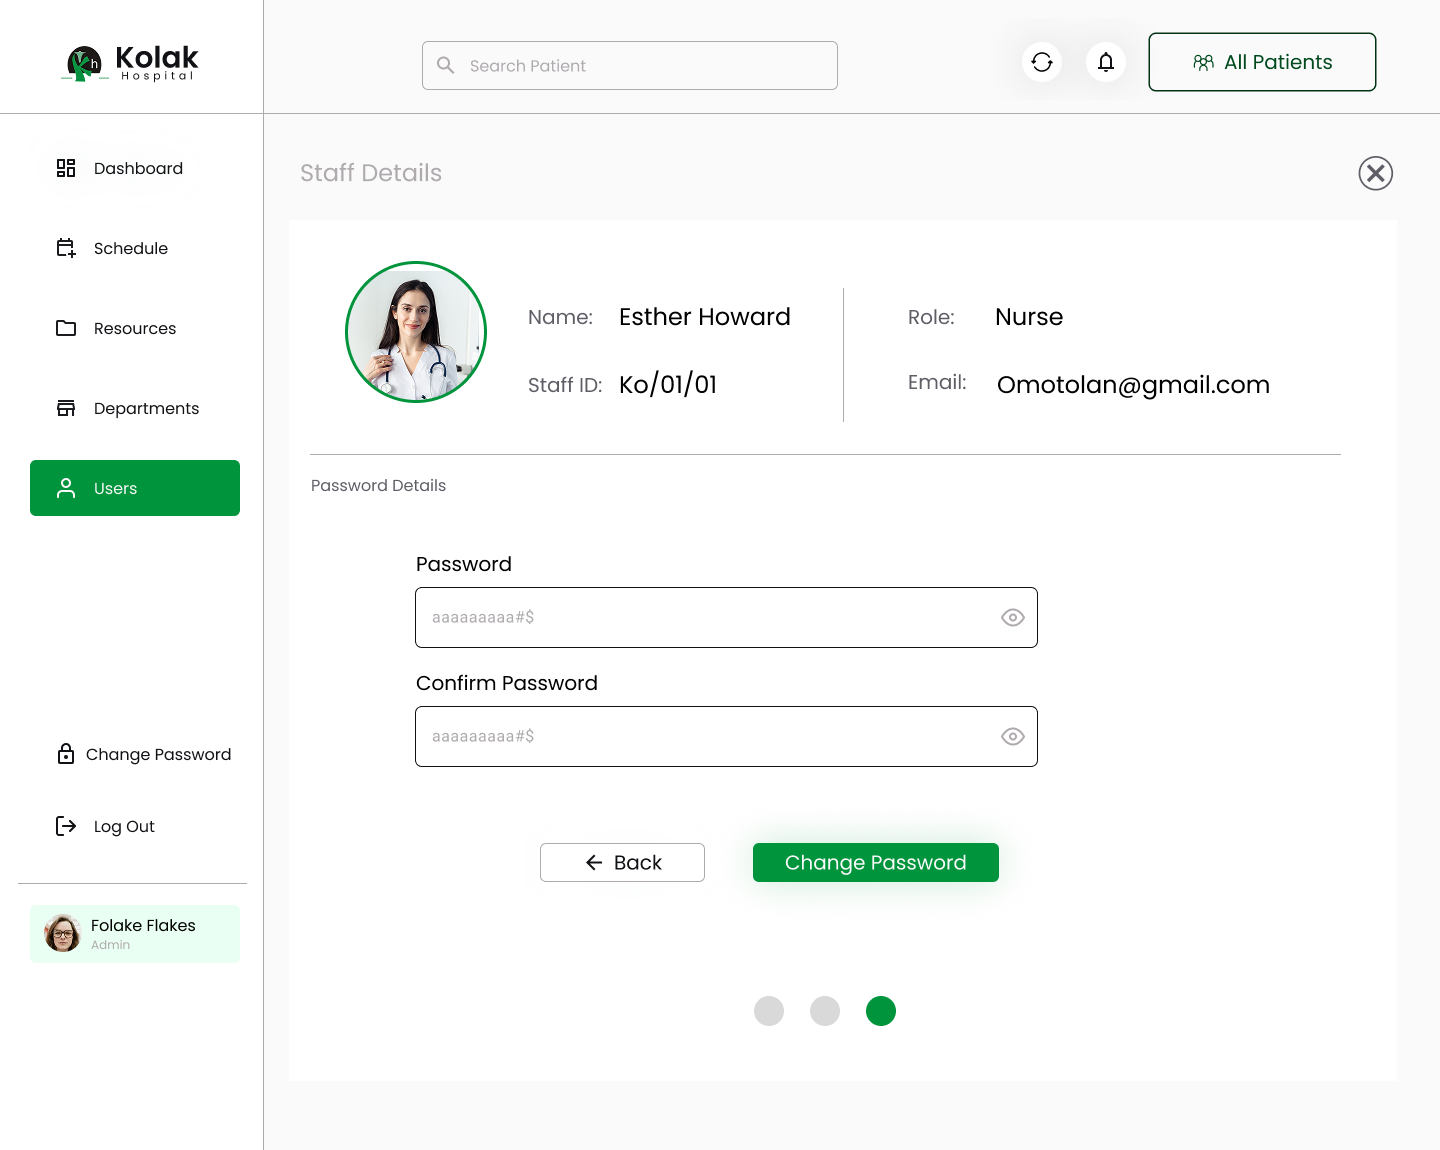 Kolak
Hospital
h
Search Patient
All Patients
Dashboard
Schedule
Resources
Departments
Users
Change Password
Log Out
Folake Flakes
Admin
Staff Details
Name: Esther Howard
Role: Nurse
Staff ID: Ko/01/01
Email: Omotolan@gmail.com
Password Details
Password
aaaaaaaaa#$
Confirm Password
aaaaaaaaa#$
Back
Change Password